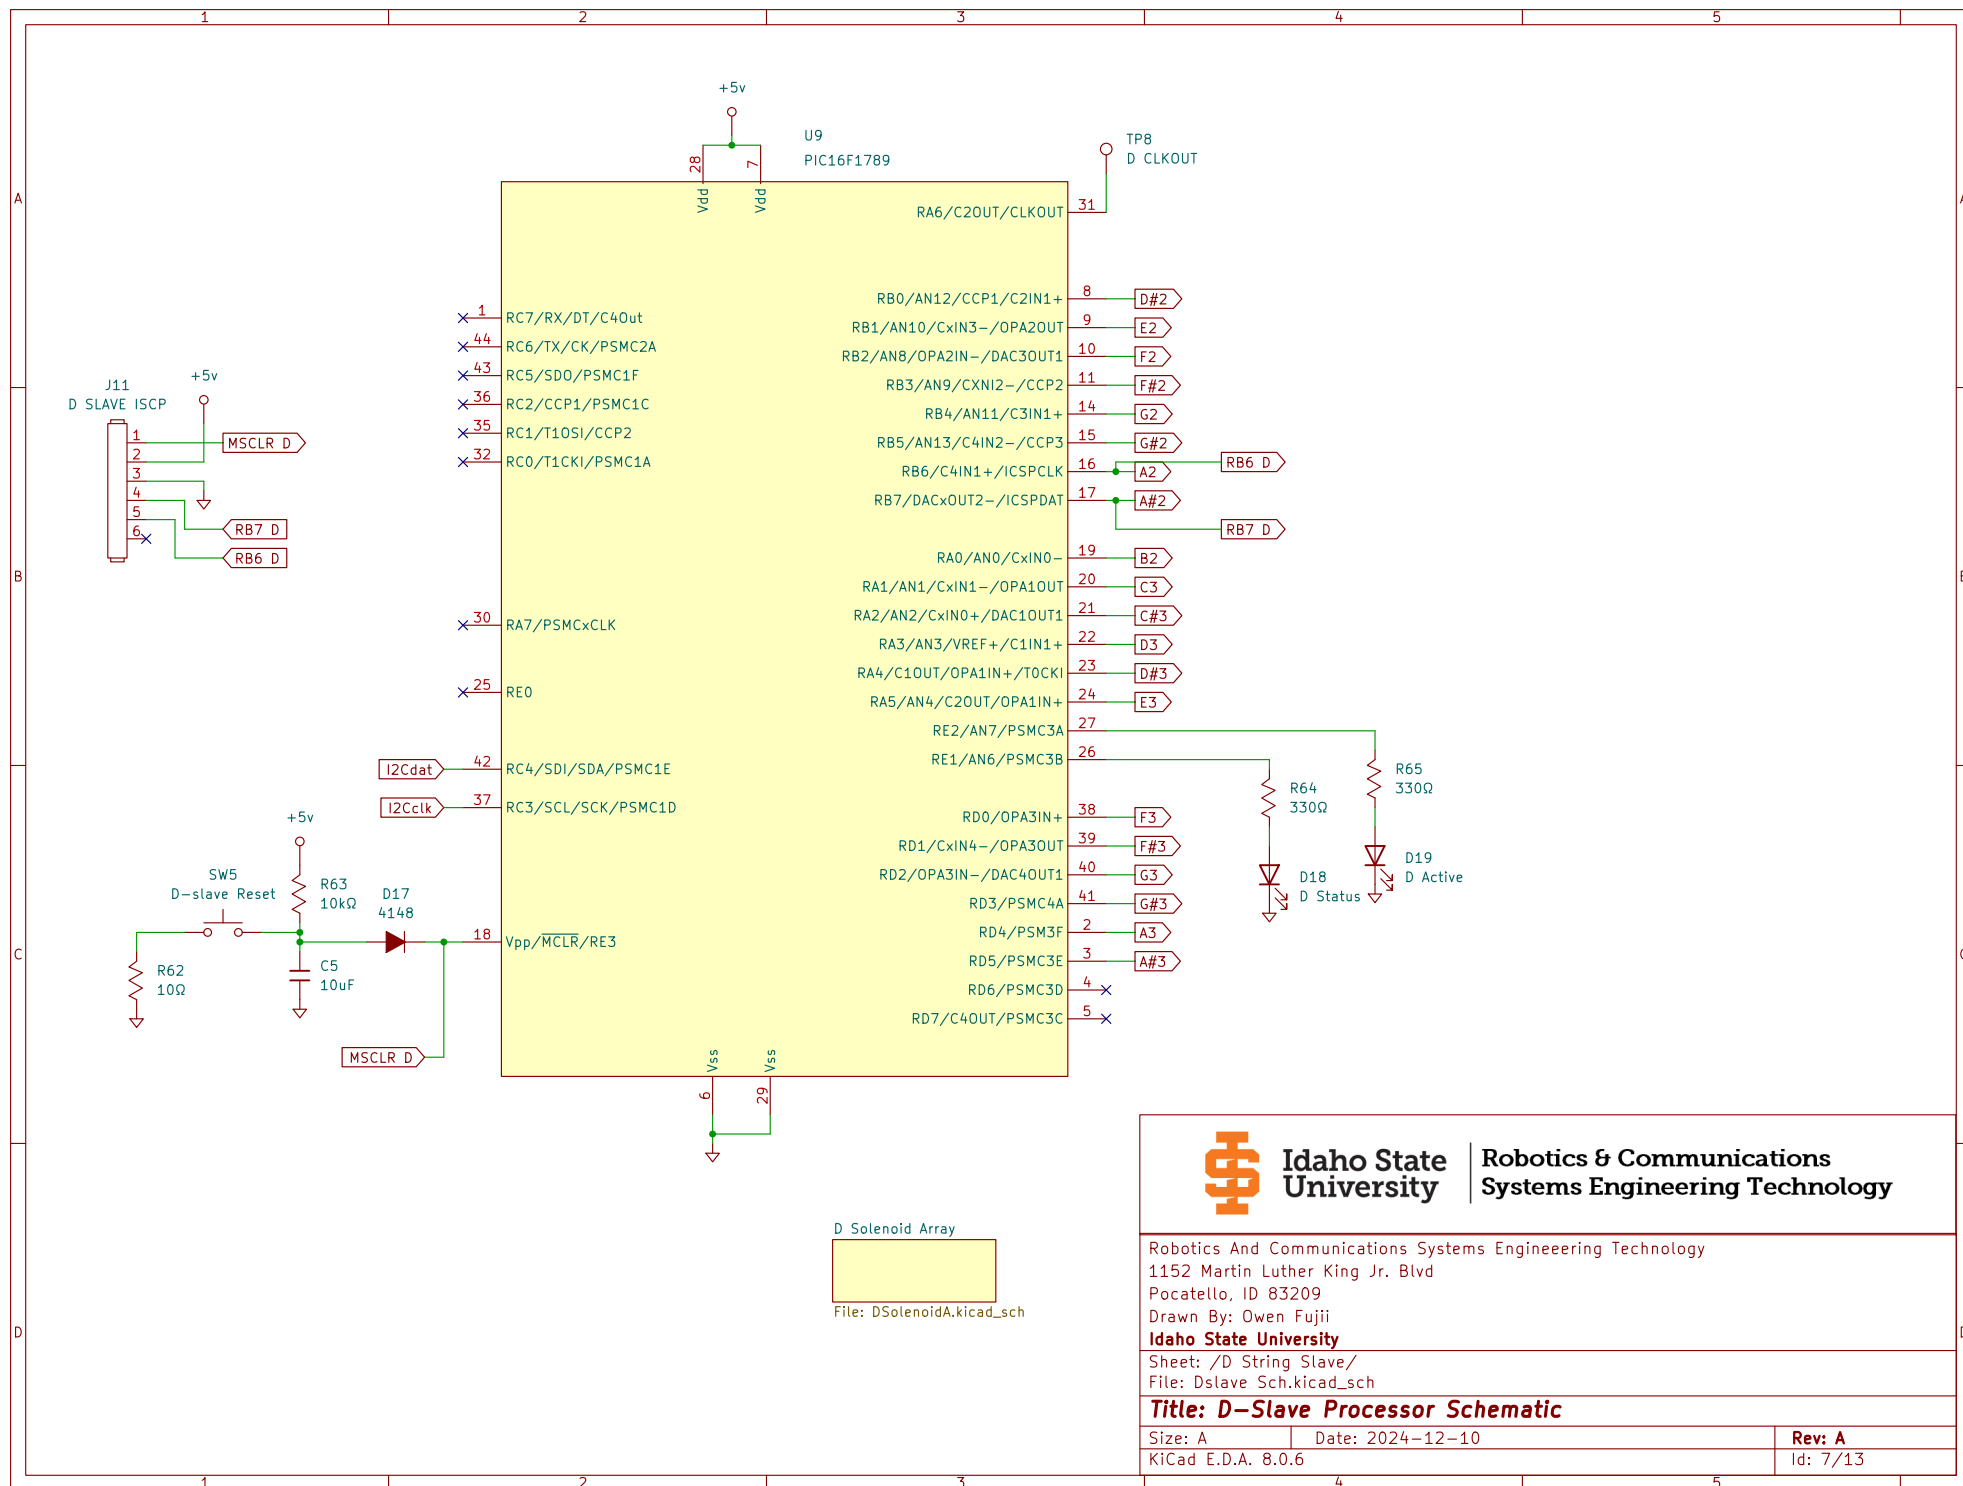 1 2 3 4 5
A
B
C
D
+5v
U9
PIC16F1789
28
7
Vdd
Vdd
TP8
D CLKOUT
RA6/C2OUT/CLKOUT 31
1 RC7/RX/DT/C4Out
44 RC6/TX/CK/PSMC2A
43 RC5/SDO/PSMC1F
36 RC2/CCP1/PSMC1C
35 RC1/T1OSI/CCP2
32 RC0/T1CKI/PSMC1A
30 RA7/PSMCxCLK
25 RE0
I2Cdat 42 RC4/SDI/SDA/PSMC1E
I2Cclk 37 RC3/SCL/SCK/PSMC1D
18 Vpp/MCLR/RE3
RB0/AN12/CCP1/C2IN1+ 8 D#2
RB1/AN10/CxIN3-/OPA2OUT 9 E2
RB2/AN8/OPA2IN-/DAC3OUT1 10 F2
RB3/AN9/CXNI2-/CCP2 11 F#2
RB4/AN11/C3IN1+ 14 G2
RB5/AN13/C4IN2-/CCP3 15 G#2
RB6/C4IN1+/ICSPCLK 16 A2 RB6 D
RB7/DACxOUT2-/ICSPDAT 17 A#2
RB7 D
RA0/AN0/CxIN0- 19 B2
RA1/AN1/CxIN1-/OPA1OUT 20 C3
RA2/AN2/CxIN0+/DAC1OUT1 21 C#3
RA3/AN3/VREF+/C1IN1+ 22 D3
RA4/C1OUT/OPA1IN+/T0CKI 23 D#3
RA5/AN4/C2OUT/OPA1IN+ 24 E3
RE2/AN7/PSMC3A 27
RE1/AN6/PSMC3B 26
RD0/OPA3IN+ 38 F3
RD1/CxIN4-/OPA3OUT 39 F#3
RD2/OPA3IN-/DAC4OUT1 40 G3
RD3/PSMC4A 41 G#3
RD4/PSM3F 2 A3
RD5/PSMC3E 3 A#3
RD6/PSMC3D 4
RD7/C4OUT/PSMC3C 5
Vss
Vss
6
29
J11
D SLAVE ISCP
+5v
1
2
3
4
5
6
MSCLR D
RB7 D
RB6 D
+5v
SW5
D-slave Reset
R63
10kΩ
D17
4148
R62
10Ω
C5
10uF
MSCLR D
R64
330Ω
R65
330Ω
D18
D Status
D19
D Active
D Solenoid Array
File: DSolenoidA.kicad_sch
Idaho State
University
Robotics & Communications
Systems Engineering Technology
Robotics And Communications Systems Engineeering Technology
1152 Martin Luther King Jr. Blvd
Pocatello, ID 83209
Drawn By: Owen Fujii
Idaho State University
Sheet: /D String Slave/
File: Dslave Sch.kicad_sch
Title: D-Slave Processor Schematic
Size: A Date: 2024-12-10 Rev: A
KiCad E.D.A. 8.0.6 Id: 7/13
1 2 3 4 5